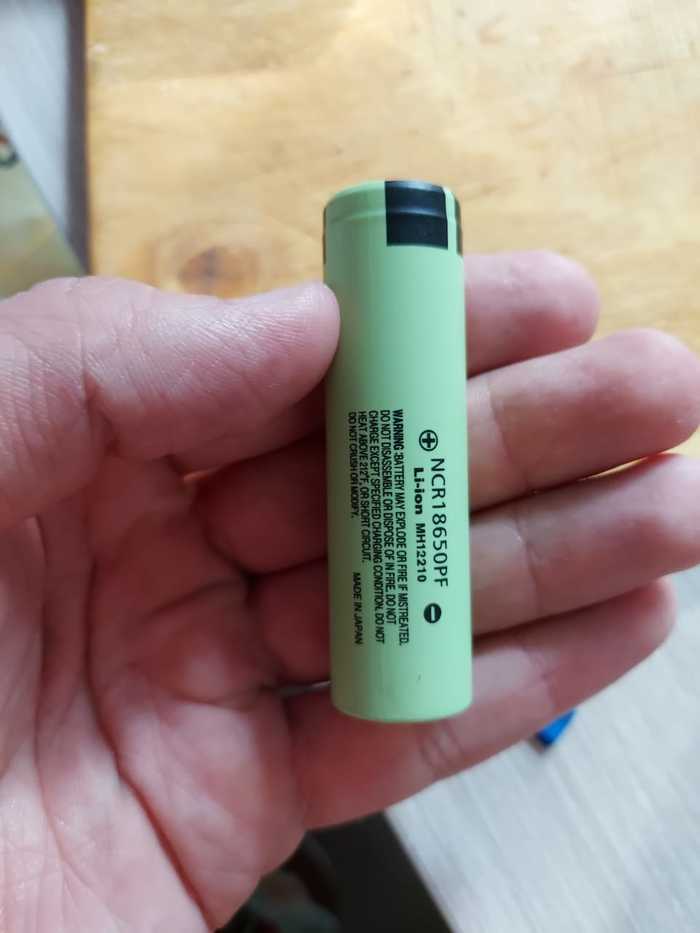 ⊕ NCR18650PF ⊖
Li-ion MH12210
WARNING :BATTERY MAY EXPLODE OR FIRE IF MISTREATED.
DO NOT DISASSEMBLE OR DISPOSE OF IN FIRE. DO NOT
CHARGE EXCEPT SPECIFIED CHARGING CONDITION. DO NOT
HEAT ABOVE 212°F, OR SHORT CIRCUIT.
DO NOT CRUSH OR MODIFY. MADE IN JAPAN